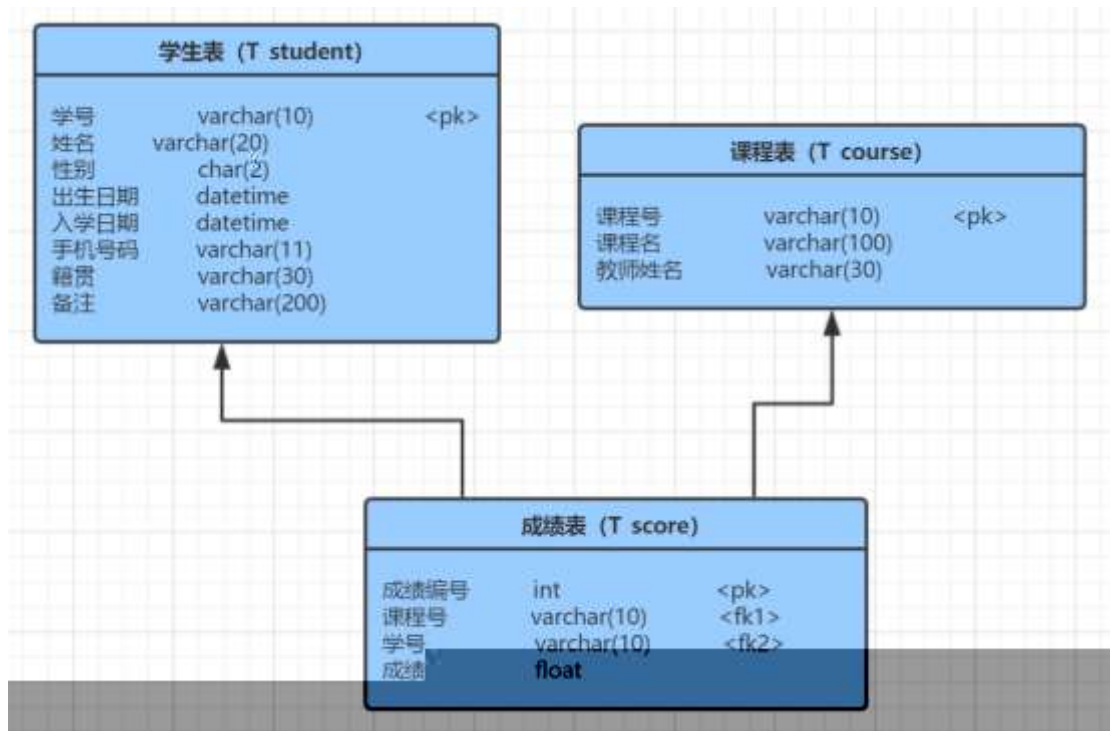 学生表（T student）
学号 varchar(10) <pk>
姓名 varchar(20)
性别 char(2)
出生日期 datetime
入学日期 datetime
手机号码 varchar(11)
籍贯 varchar(30)
备注 varchar(200)
课程表（T course）
课程号 varchar(10) <pk>
课程名 varchar(100)
教师姓名 varchar(30)
成绩表（T score）
成绩编号 int <pk>
课程号 varchar(10) <fk1>
学号 varchar(10) <fk2>
成绩 float